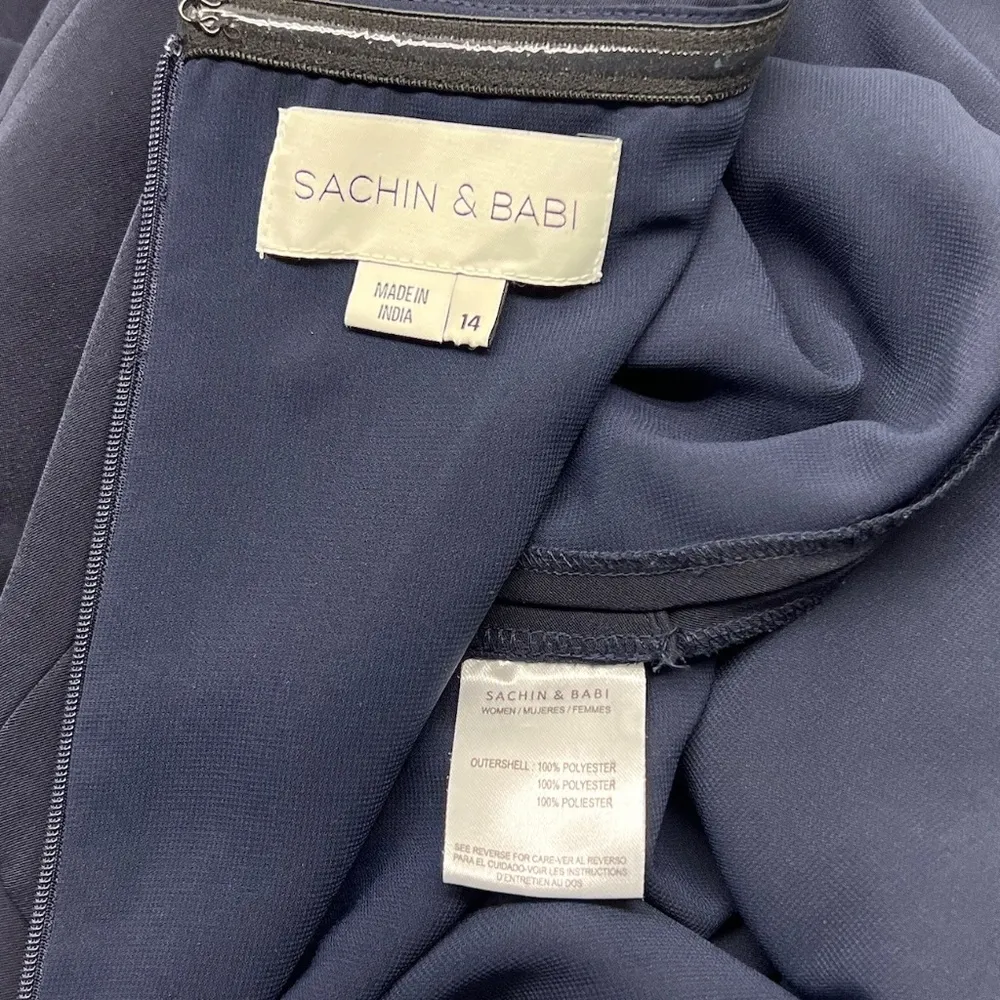 SACHIN & BABI
MADE IN
INDIA
14
SACHIN & BABI
WOMEN / MUJERES / FEMMES
OUTERSHELL : 100% POLYESTER
100% POLYESTER
100% POLIESTER
SEE REVERSE FOR CARE-VER AL REVERSO
PARA EL CUIDADO-VOIR LES INSTRUCTIONS
D'ENTRETIEN AU DOS